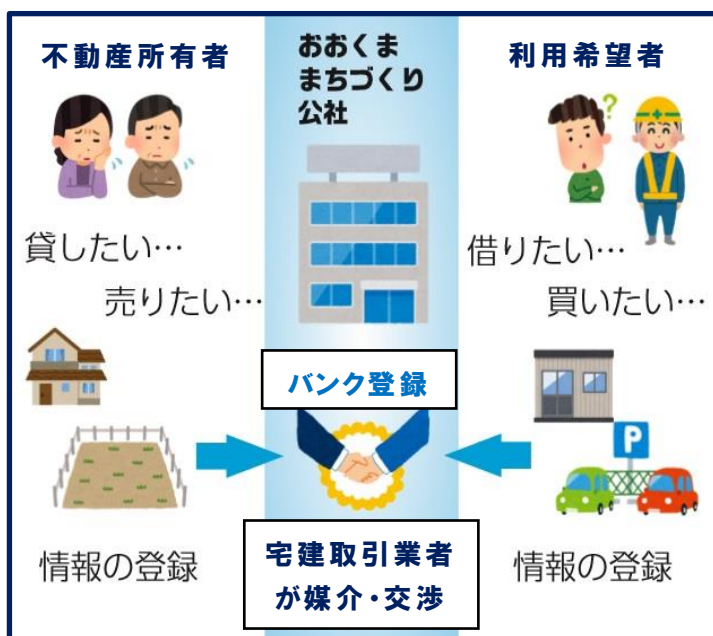 不動産所有者
貸したい…
売りたい…
情報の登録
おおくま
まちづくり
公社
バンク登録
宅建取引業者
が媒介・交渉
利用希望者
?
借りたい…
買いたい…
P
情報の登録